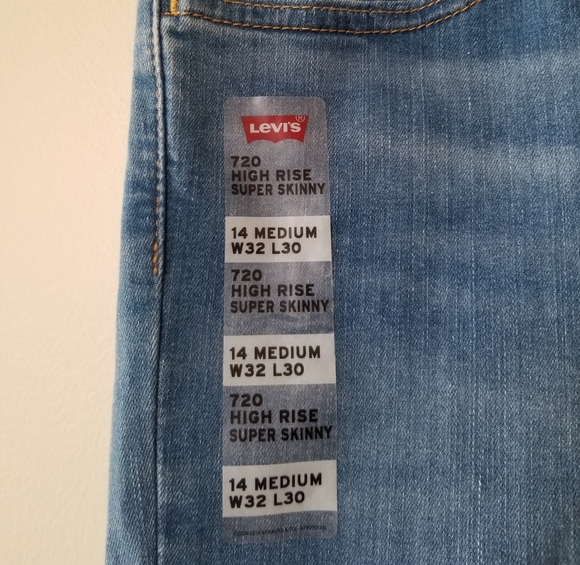 Levi's®
720
HIGH RISE
SUPER SKINNY
14 MEDIUM
W32 L30
720
HIGH RISE
SUPER SKINNY
14 MEDIUM
W32 L30
720
HIGH RISE
SUPER SKINNY
14 MEDIUM
W32 L30